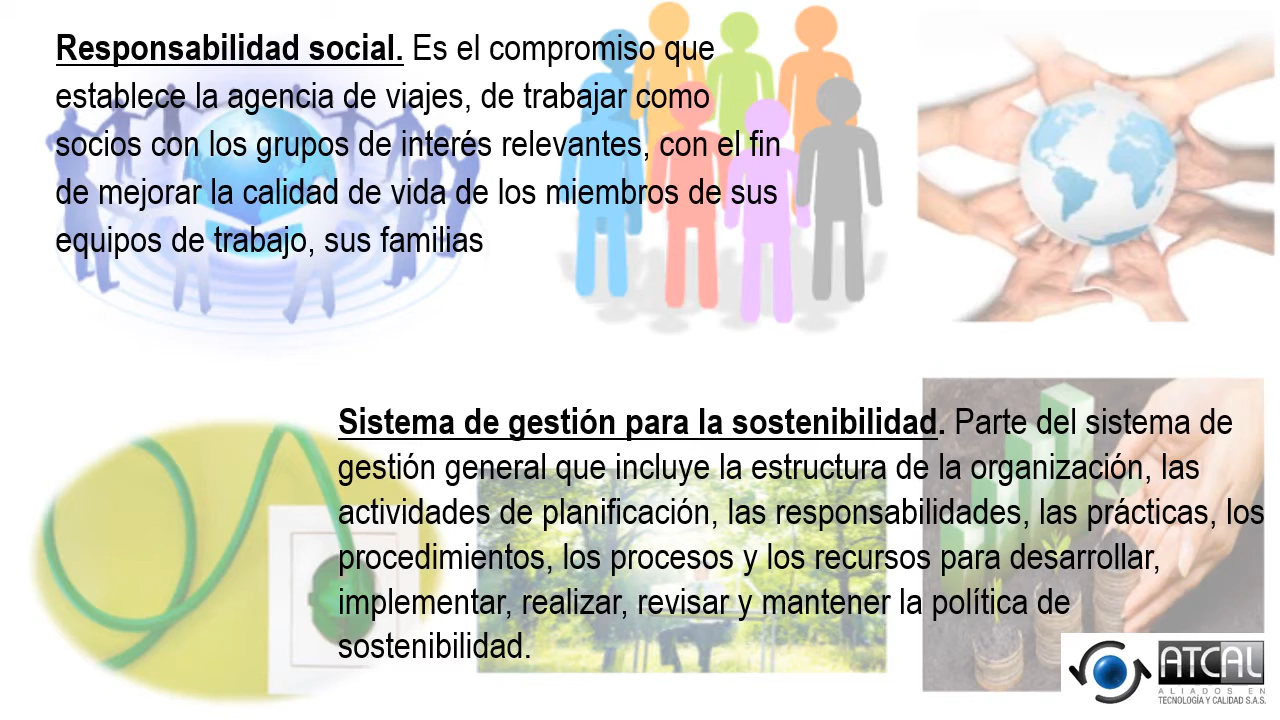 Responsabilidad social. Es el compromiso que
establece la agencia de viajes, de trabajar como
socios con los grupos de interés relevantes, con el fin
de mejorar la calidad de vida de los miembros de sus
equipos de trabajo, sus familias
Sistema de gestión para la sostenibilidad. Parte del sistema de
gestión general que incluye la estructura de la organización, las
actividades de planificación, las responsabilidades, las prácticas, los
procedimientos, los procesos y los recursos para desarrollar,
implementar, realizar, revisar y mantener la política de
sostenibilidad.
ATCAL
ALIADOS EN
TECNOLOGÍA Y CALIDAD S.A.S.